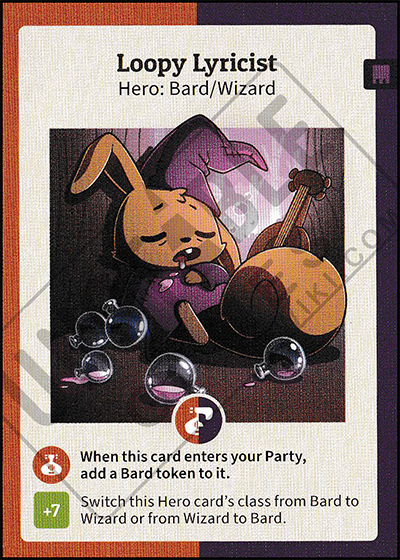 Loopy Lyricist
Hero: Bard/Wizard
When this card enters your Party,
add a Bard token to it.
+7
Switch this Hero card's class from Bard to
Wizard or from Wizard to Bard.